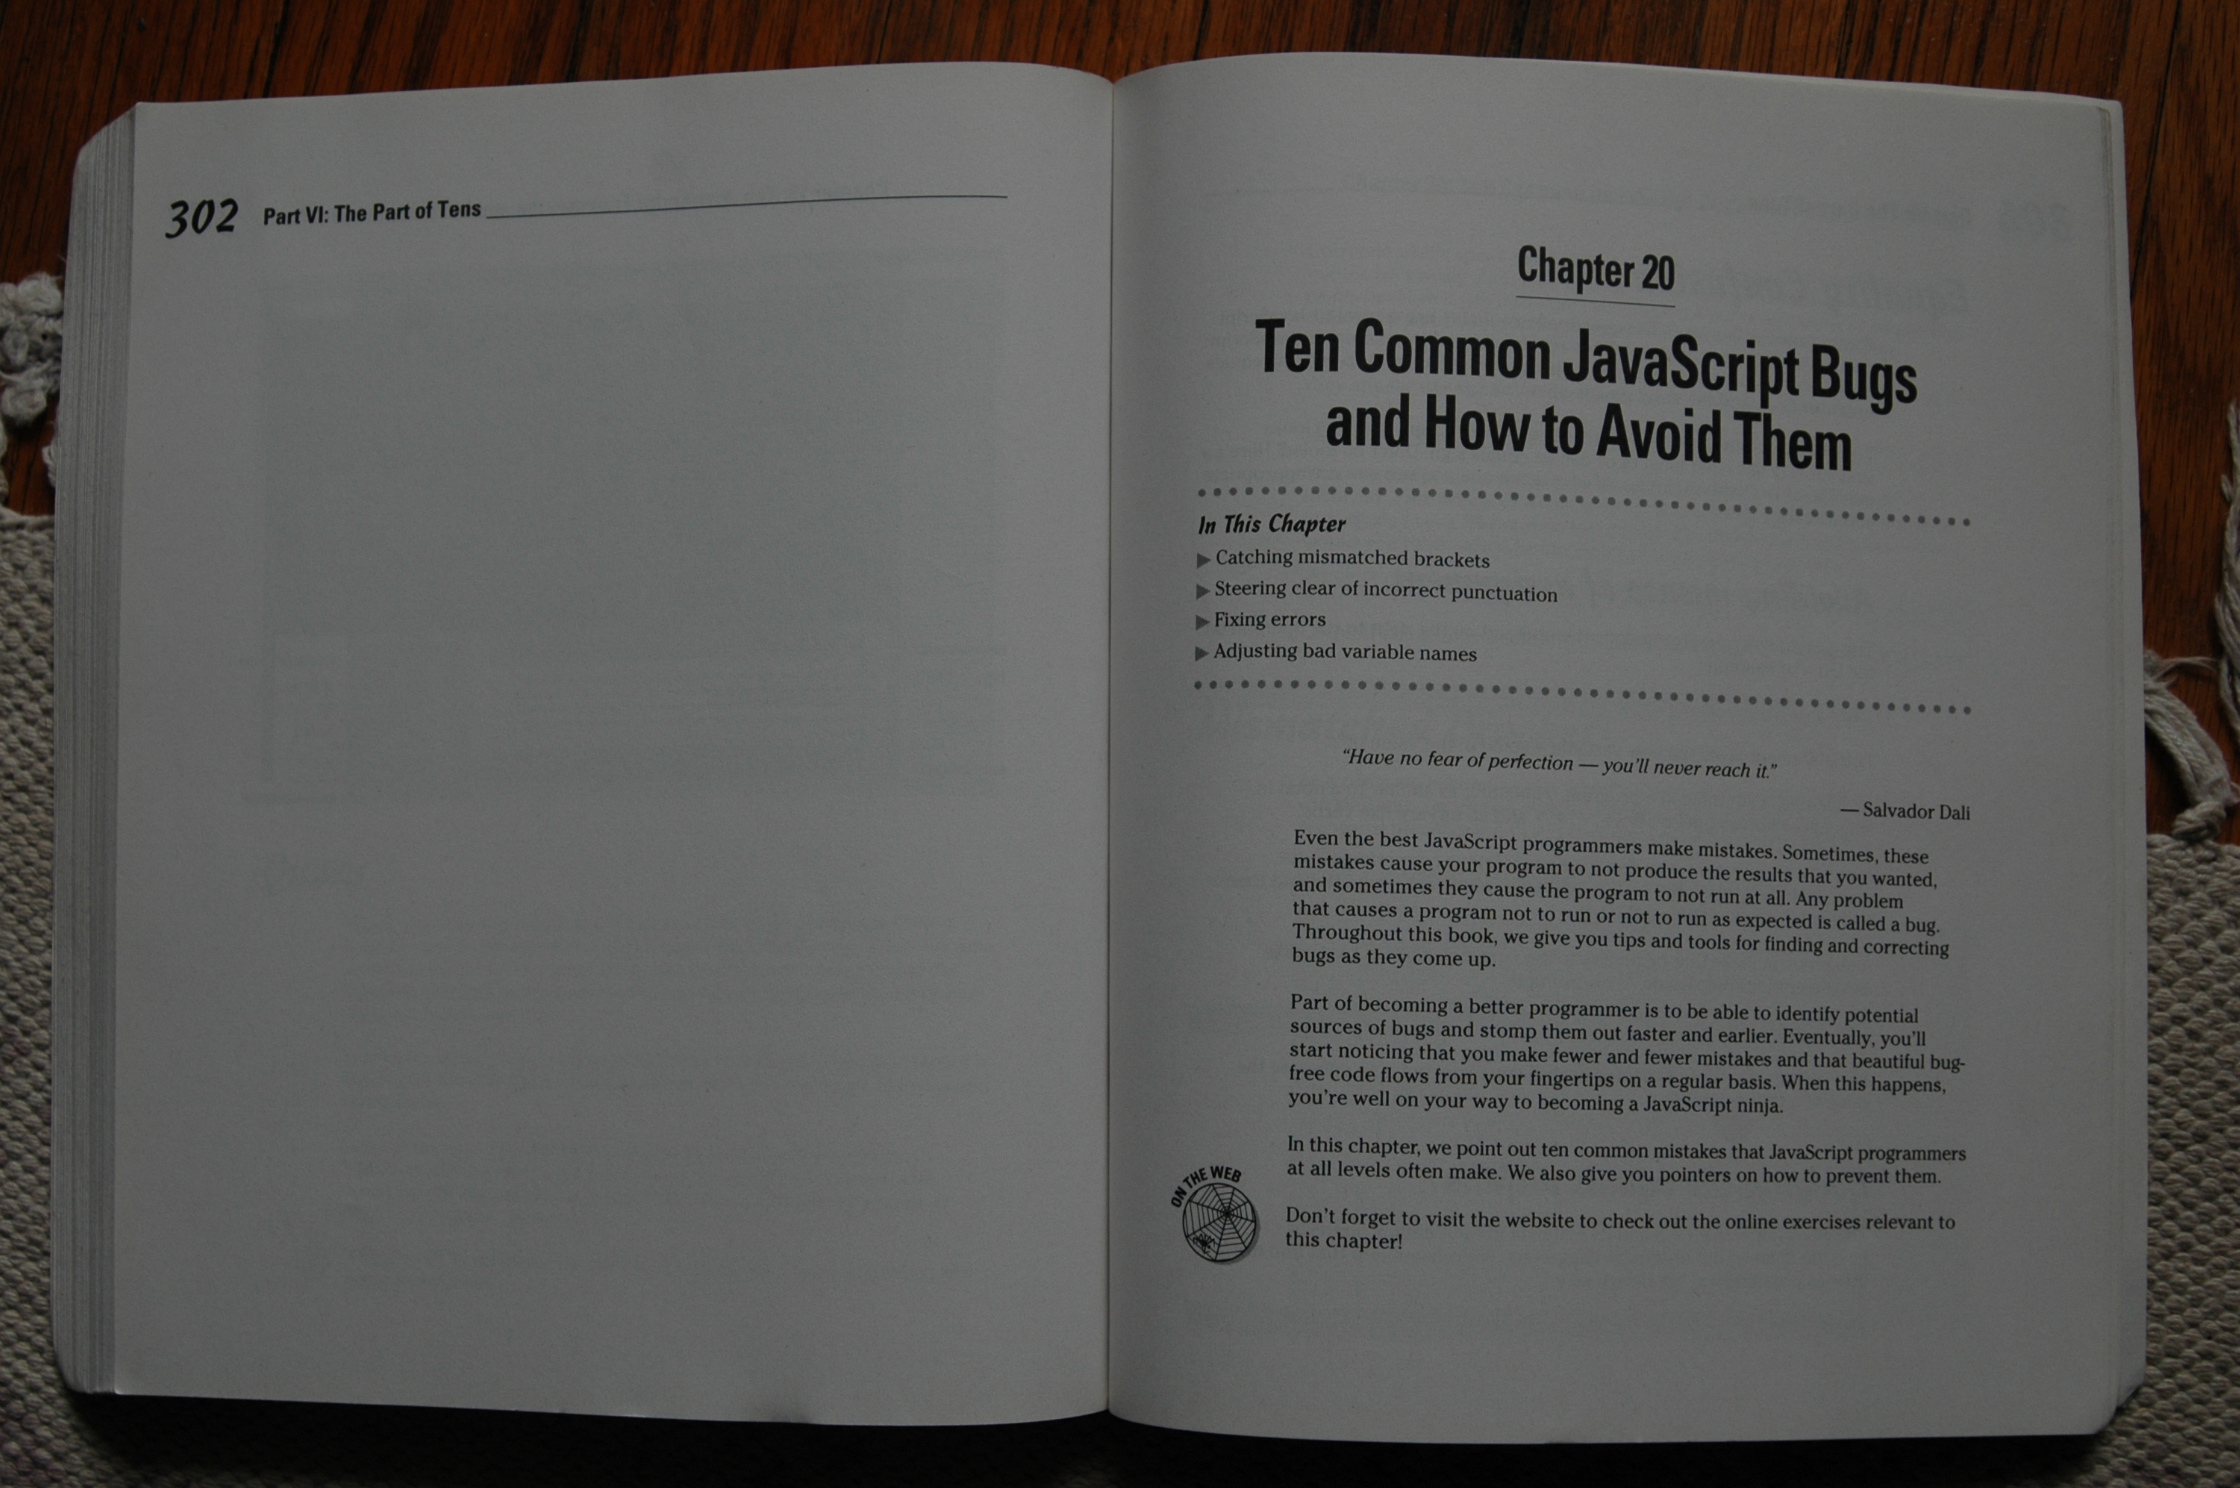 302 Part VI: The Part of Tens
Chapter 20
Ten Common JavaScript Bugs
and How to Avoid Them
In This Chapter
▶ Catching mismatched brackets
▶ Steering clear of incorrect punctuation
▶ Fixing errors
▶ Adjusting bad variable names
“Have no fear of perfection — you’ll never reach it.”
— Salvador Dali
Even the best JavaScript programmers make mistakes. Sometimes, these
mistakes cause your program to not produce the results that you wanted,
and sometimes they cause the program to not run at all. Any problem
that causes a program not to run or not to run as expected is called a bug.
Throughout this book, we give you tips and tools for finding and correcting
bugs as they come up.
Part of becoming a better programmer is to be able to identify potential
sources of bugs and stomp them out faster and earlier. Eventually, you’ll
start noticing that you make fewer and fewer mistakes and that beautiful bug-
free code flows from your fingertips on a regular basis. When this happens,
you’re well on your way to becoming a JavaScript ninja.
In this chapter, we point out ten common mistakes that JavaScript programmers
at all levels often make. We also give you pointers on how to prevent them.
ON THE WEB
Don’t forget to visit the website to check out the online exercises relevant to
this chapter!